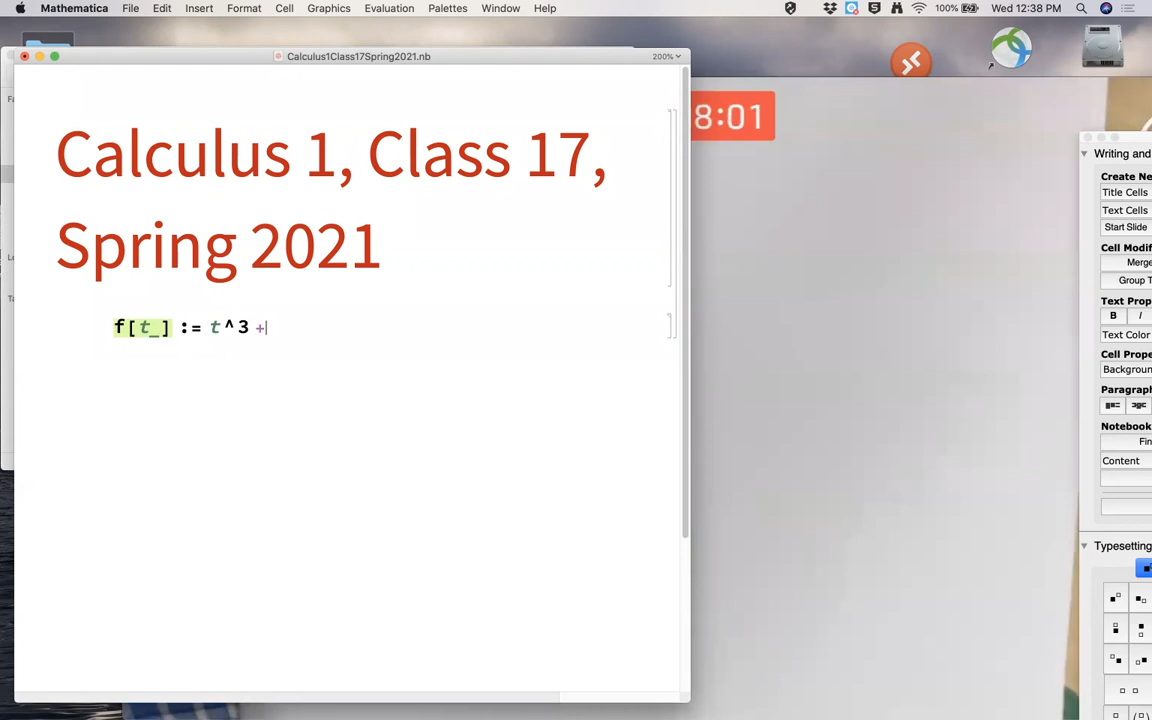 Mathematica File Edit Insert Format Cell Graphics Evaluation Palettes Window Help 100% Wed 12:38 PM
Calculus1Class17Spring2021.nb 200%
Calculus 1, Class 17,
Spring 2021
f[t_] := t^3 +
8:01
Writing and
Create Ne
Title Cells
Text Cells
Start Slide
Cell Modif
Merge
Group T
Text Prop
B I
Text Color
Cell Prope
Backgroun
Paragraph
Notebook
Fin
Content
Typesetting